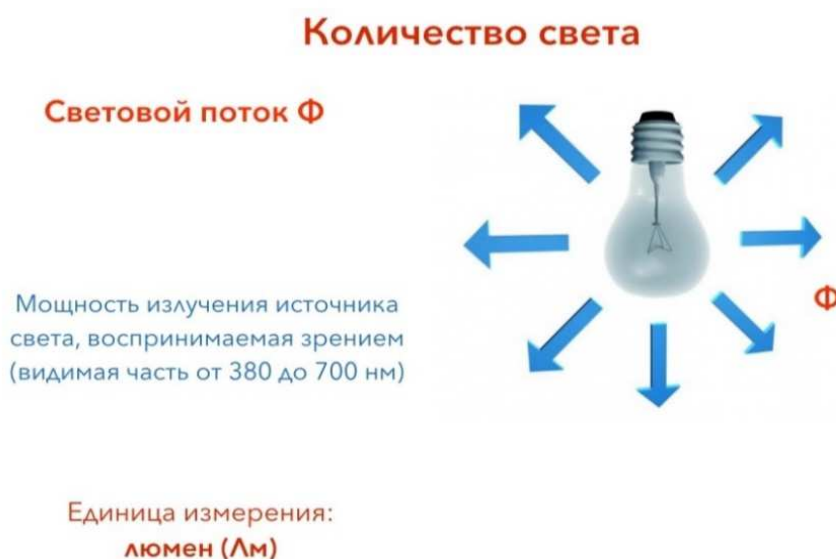 Количество света
Световой поток Ф
Ф
Мощность излучения источника
света, воспринимаемая зрением
(видимая часть от 380 до 700 нм)
Единица измерения:
люмен (Лм)